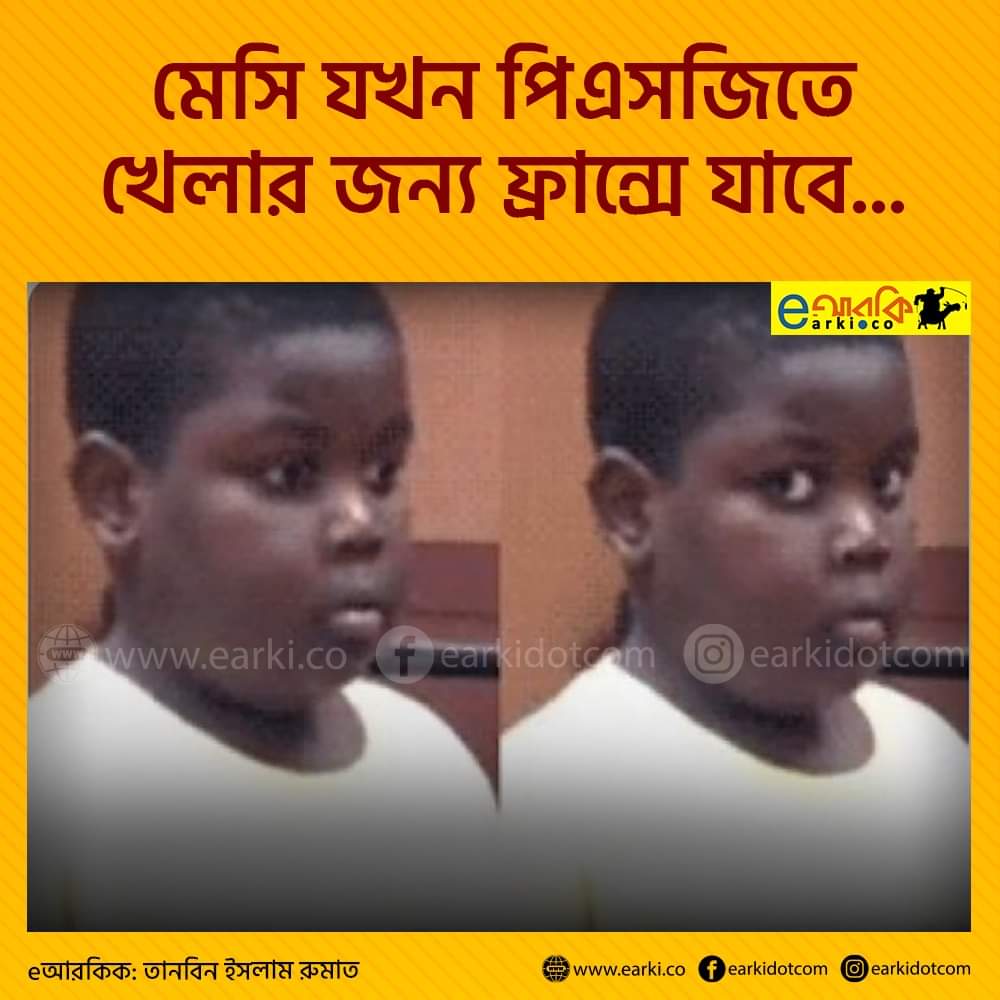 মেসি যখন পিএসজিতে
খেলার জন্য ফ্রান্সে যাবে...
eআরকি
earki.co
www.earki.co earkidotcom earkidotcom
eআরকিক: তানবিন ইসলাম রুমাত
www.earki.co earkidotcom earkidotcom